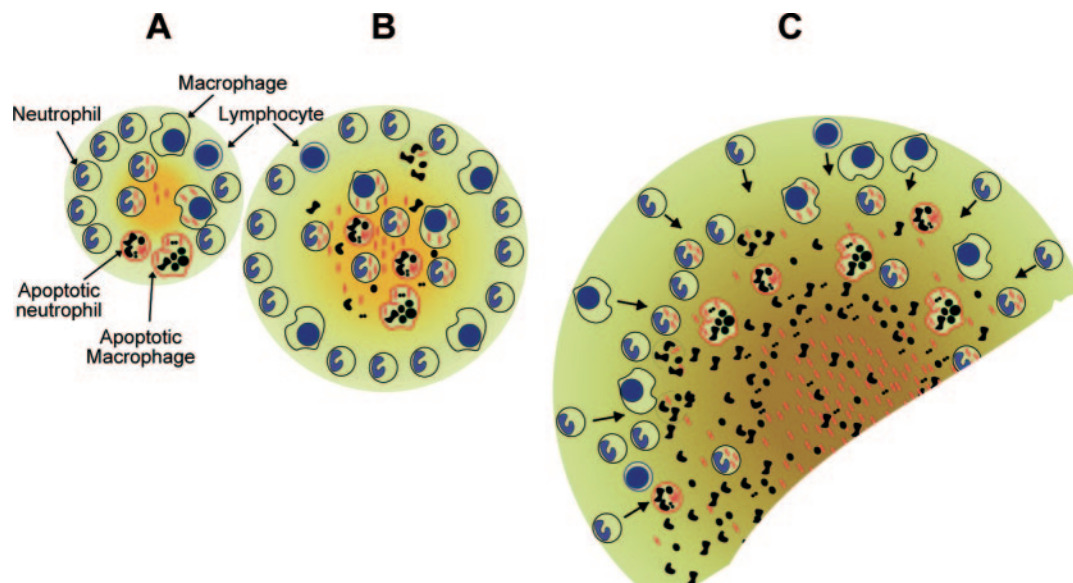 A
B
C
Macrophage
Neutrophil
Lymphocyte
Apoptotic
neutrophil
Apoptotic
Macrophage